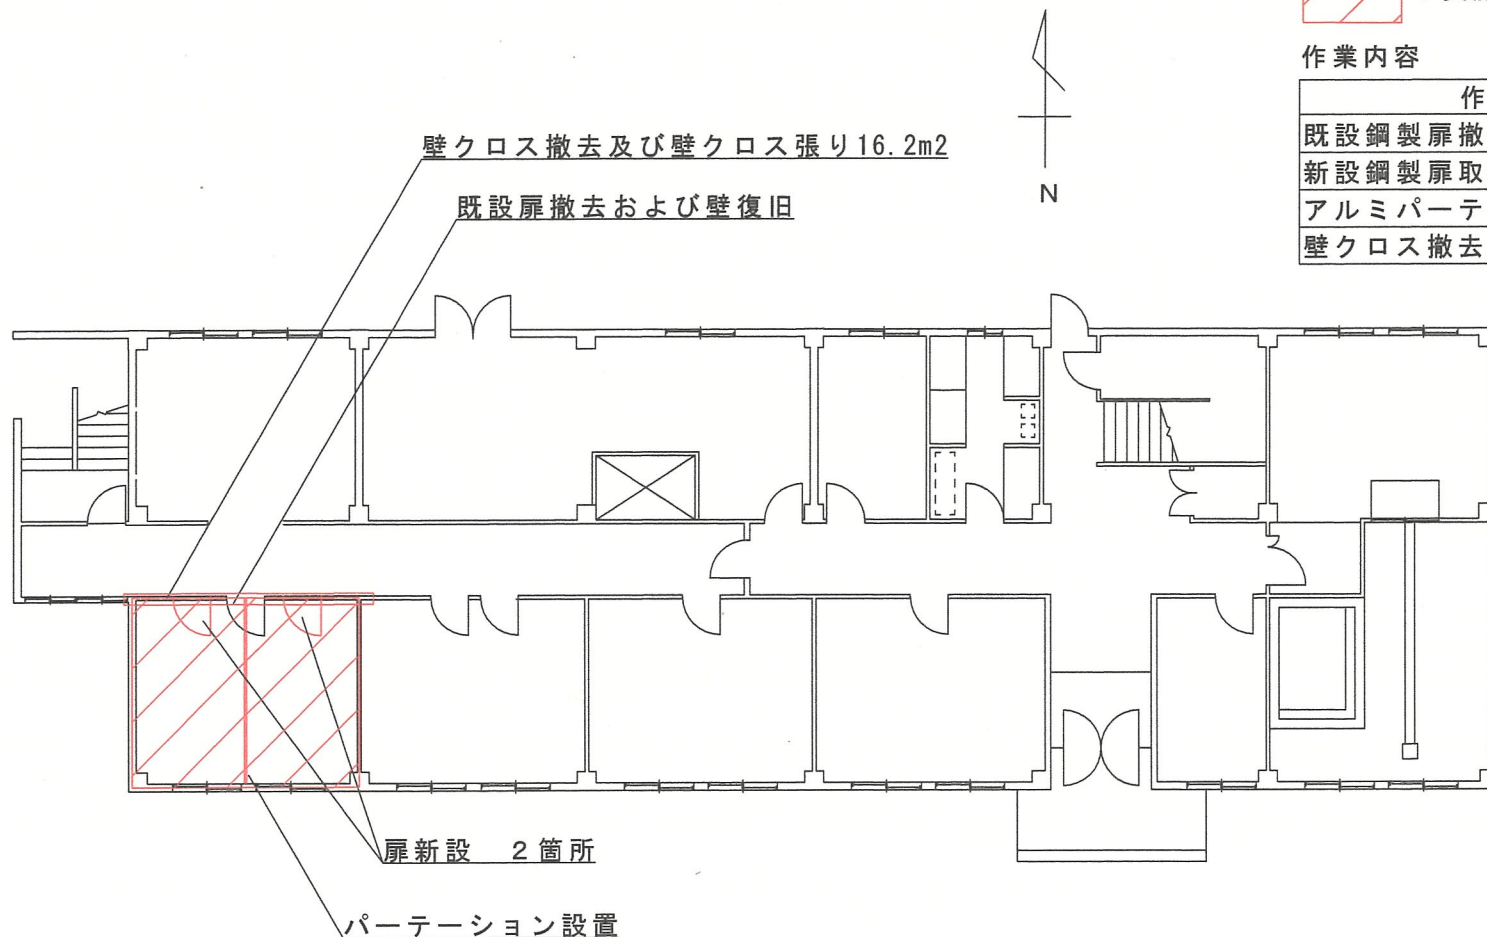 作業内容
作
既設鋼製扉撤
新設鋼製扉取
アルミパーテ
壁クロス撤去
壁クロス撤去及び壁クロス張り16.2m2
既設扉撤去および壁復旧
N
扉新設　２箇所
パーテーション設置